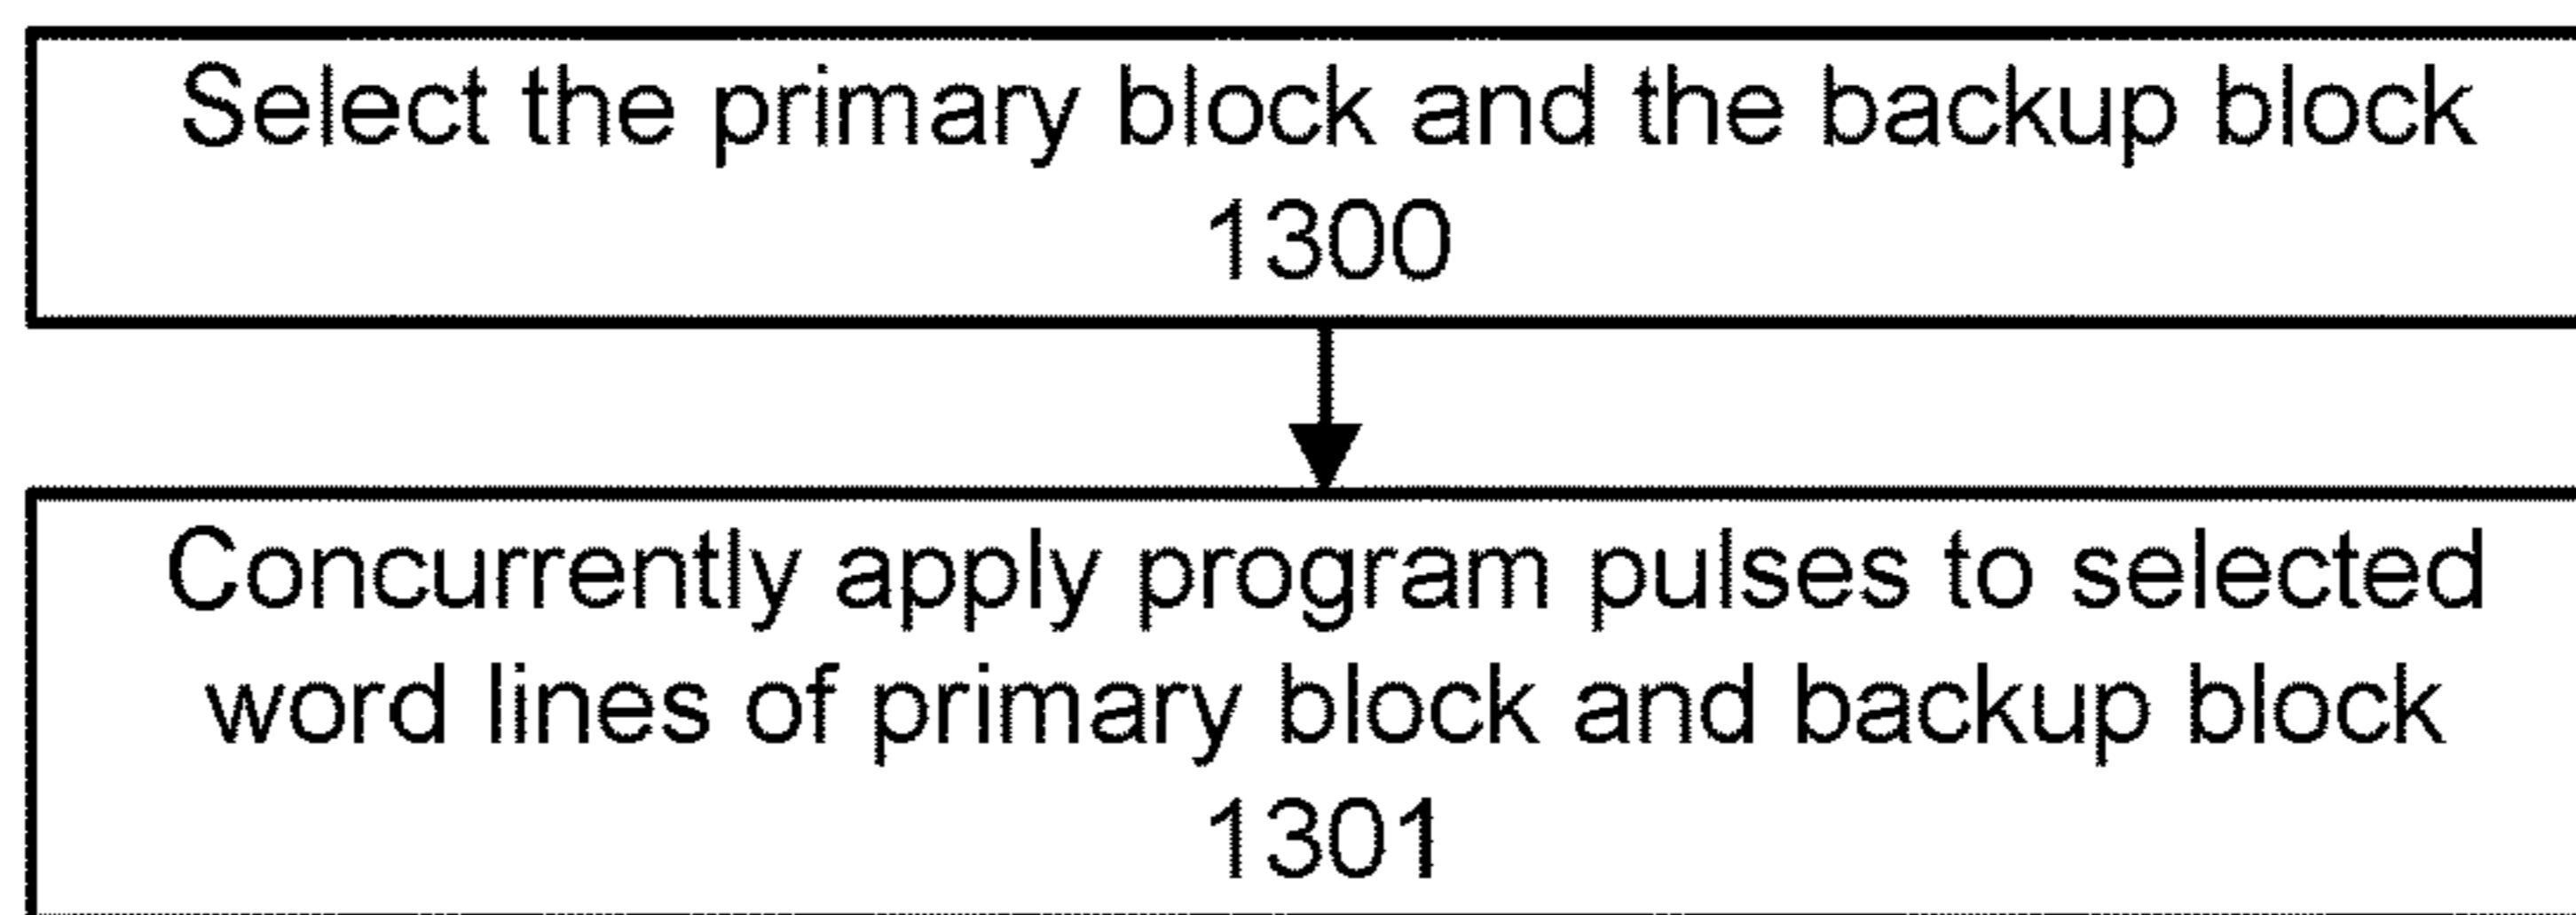 Select the primary block and the backup block
1300
Concurrently apply program pulses to selected
word lines of primary block and backup block
1301